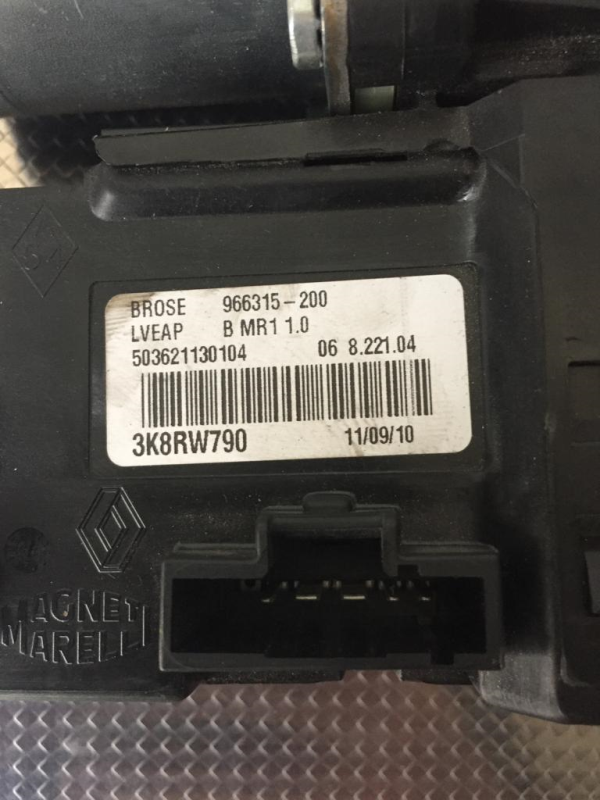 BROSE 966315-200
LVEAP B MR1 1.0
503621130104 06 8.221.04
3K8RW790 11/09/10
MAGNETI
MARELLI